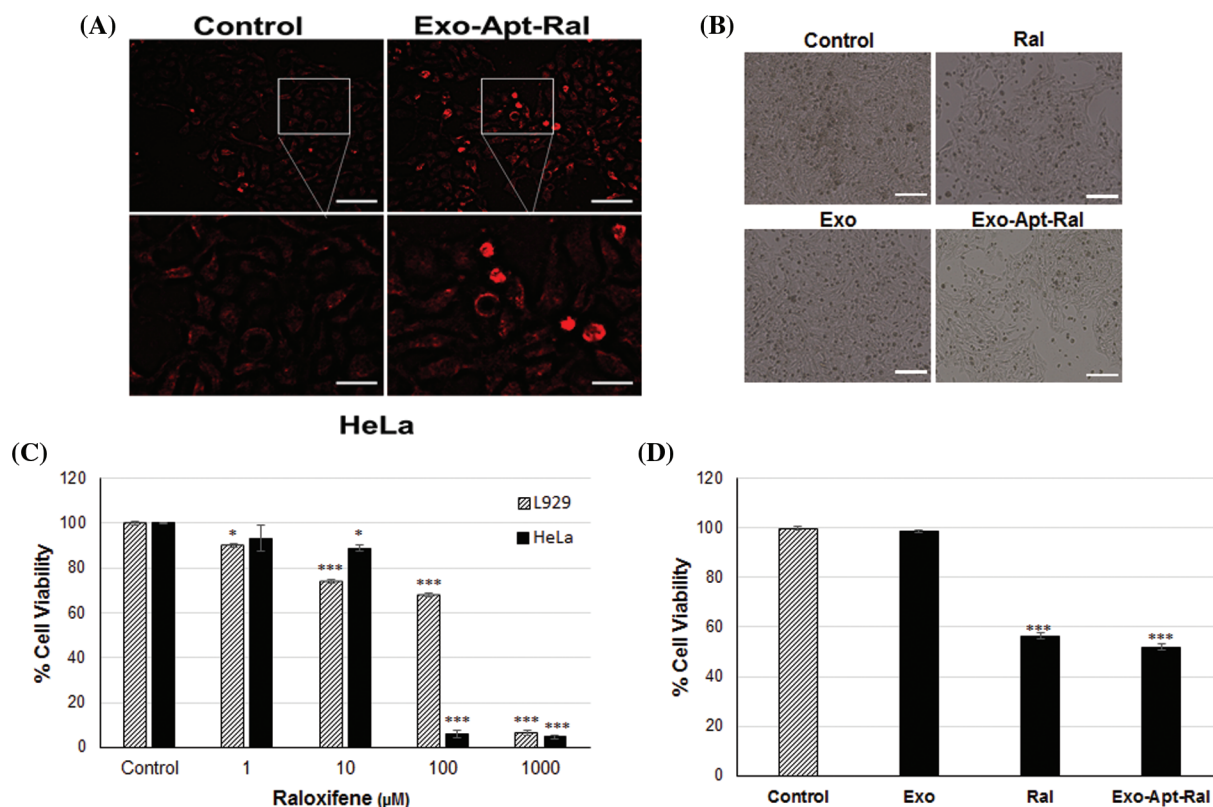 (A)
Control Exo-Apt-Ral
HeLa
(B)
Control Ral
Exo Exo-Apt-Ral
(C)
% Cell Viability
120
100
80
60
40
20
0
L929
HeLa
*
*
***
***
***
***
***
Control 1 10 100 1000
Raloxifene (µM)
(D)
% Cell Viability
120
100
80
60
40
20
0
***
***
Control Exo Ral Exo-Apt-Ral